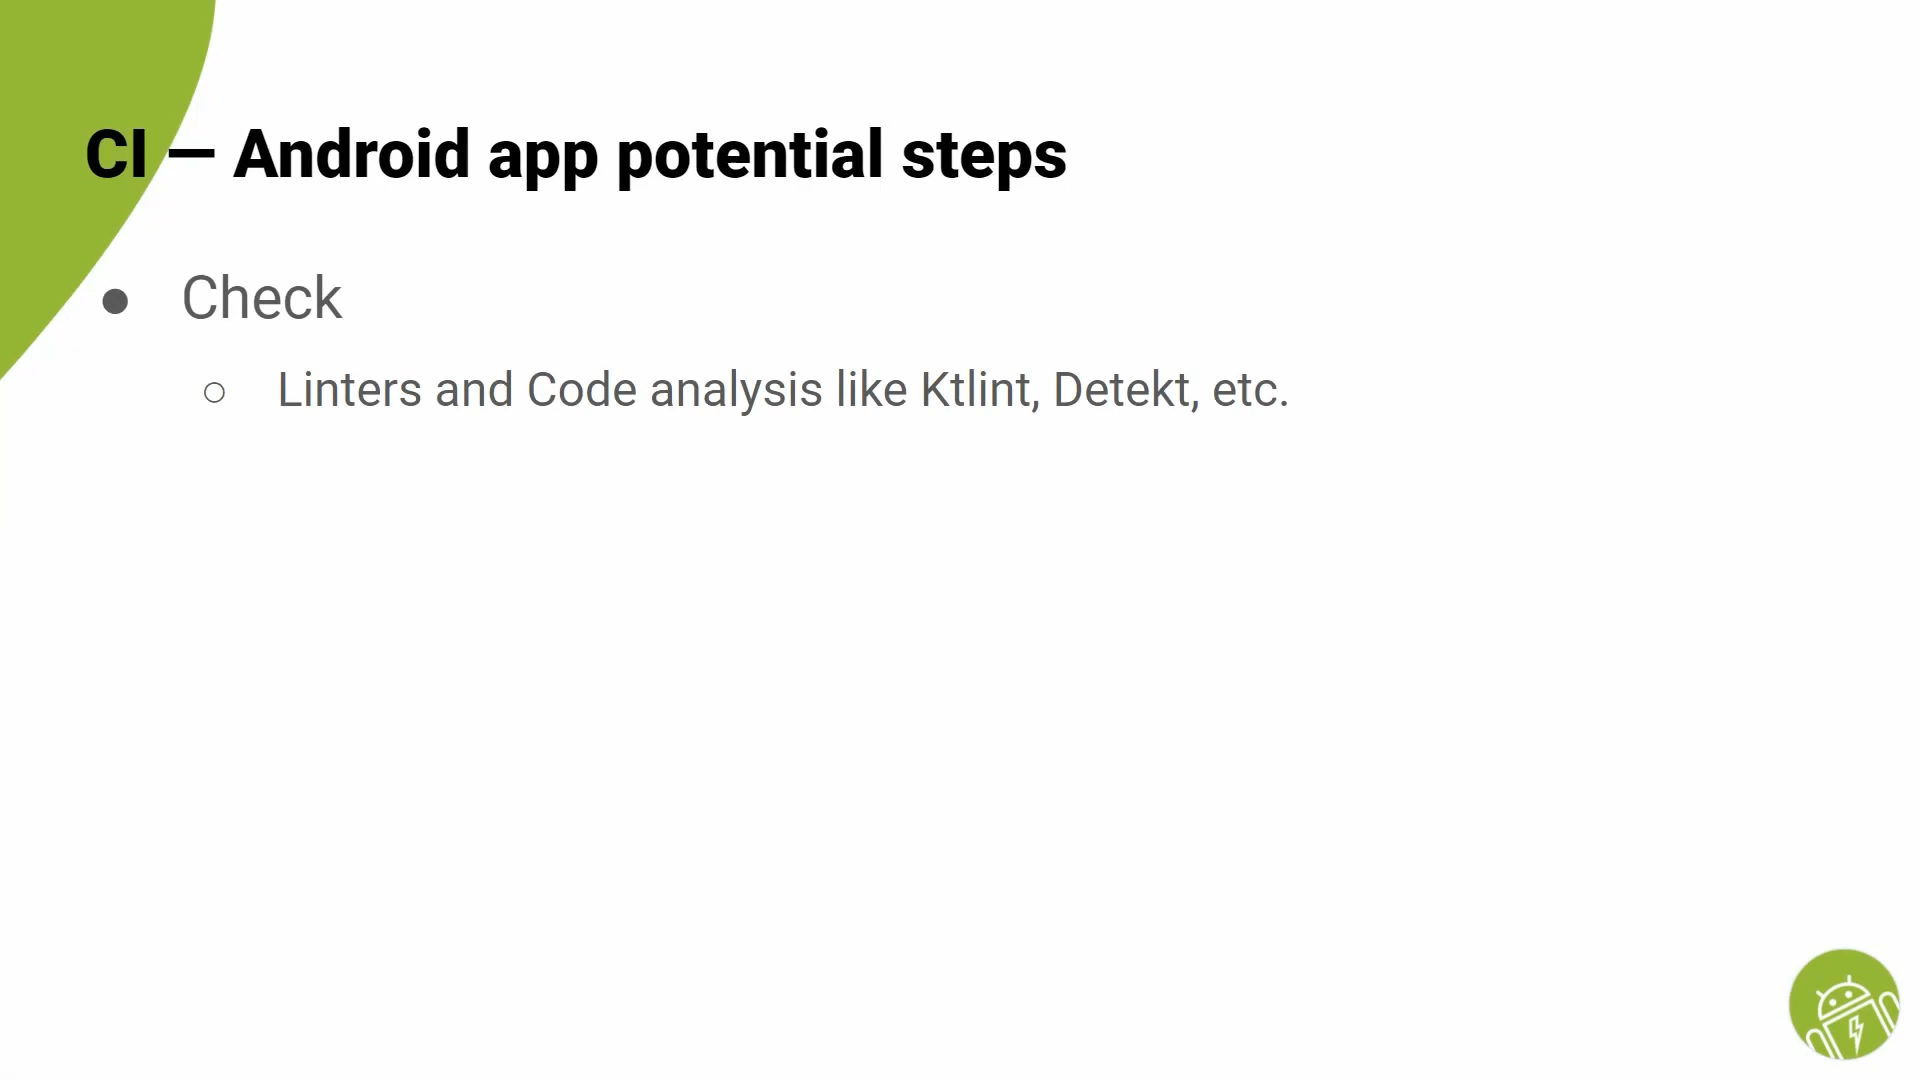 CI — Android app potential steps
● Check
○ Linters and Code analysis like Ktlint, Detekt, etc.